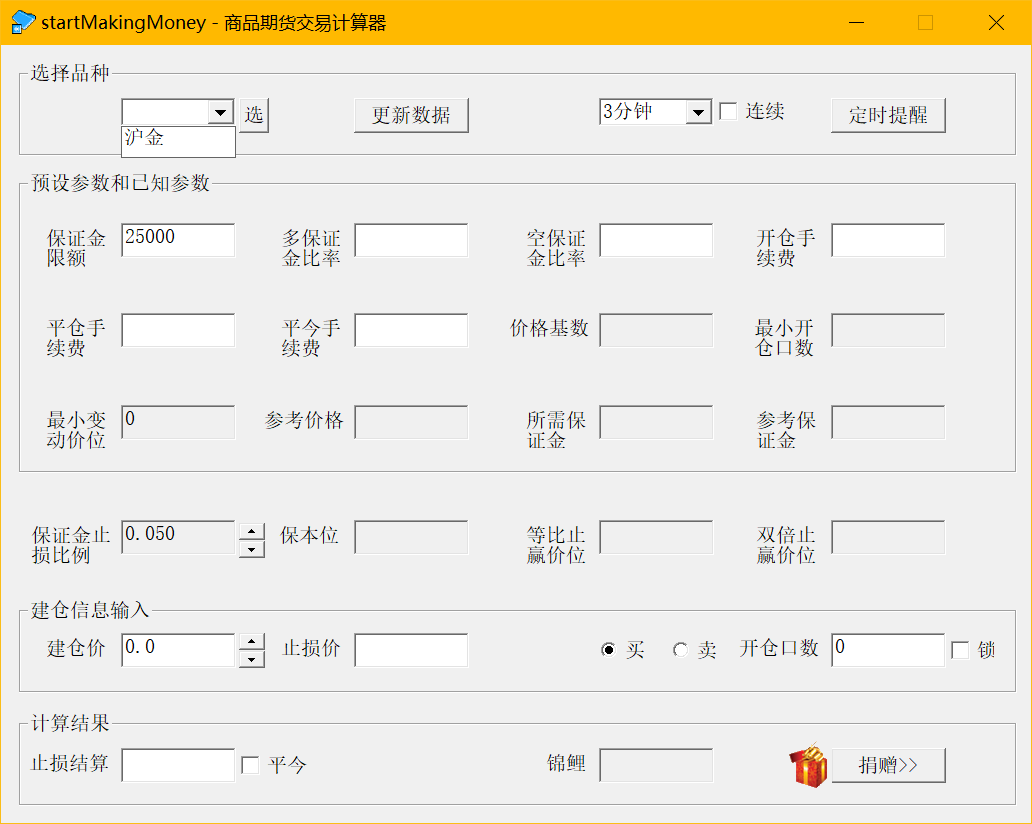 startMakingMoney - 商品期货交易计算器
选择品种
选
更新数据
3分钟
连续
定时提醒
沪金
预设参数和已知参数
保证金
限额
25000
多保证
金比率
空保证
金比率
开仓手
续费
平仓手
续费
平今手
续费
价格基数
最小开
仓口数
最小变
动价位
0
参考价格
所需保
证金
参考保
证金
保证金止
损比例
0.050
保本位
等比止
赢价位
双倍止
赢价位
建仓信息输入
建仓价
0.0
止损价
买
卖
开仓口数
0
锁
计算结果
止损结算
平今
锦鲤
捐赠>>